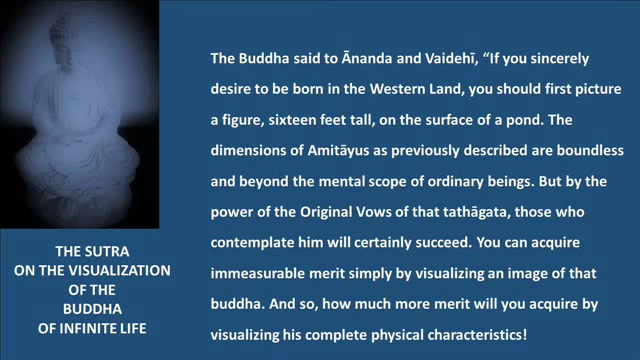 The Buddha said to Ānanda and Vaidehī, “If you sincerely
desire to be born in the Western Land, you should first picture
a figure, sixteen feet tall, on the surface of a pond. The
dimensions of Amitāyus as previously described are boundless
and beyond the mental scope of ordinary beings. But by the
power of the Original Vows of that tathāgata, those who
contemplate him will certainly succeed. You can acquire
immeasurable merit simply by visualizing an image of that
buddha. And so, how much more merit will you acquire by
visualizing his complete physical characteristics!
THE SUTRA
ON THE VISUALIZATION
OF THE
BUDDHA
OF INFINITE LIFE